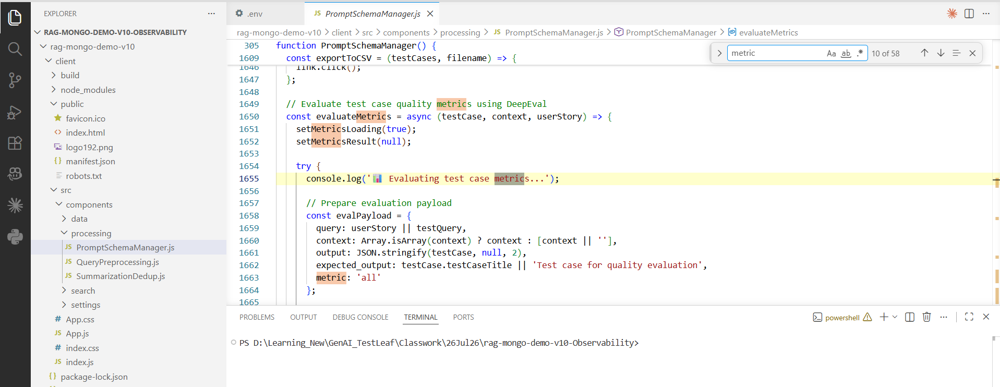 EXPLORER
RAG-MONGO-DEMO-V10-OBSERVABILITY
rag-mongo-demo-v10
client
build
node_modules
public
favicon.ico
index.html
logo192.png
manifest.json
robots.txt
src
components
data
processing
JS PromptSchemaManager.js
JS QueryPreprocessing.js
JS SummarizationDedup.js
search
settings
# App.css
JS App.js
# index.css
JS index.js
{} package-lock.json
.env
JS PromptSchemaManager.js
rag-mongo-demo-v10 > client > src > components > processing > JS PromptSchemaManager.js > PromptSchemaManager > evaluateMetrics
metric Aa ab .* 10 of 58
305 function PromptSchemaManager() {
1609 const exportToCSV = (testCases, filename) => {
1646 link.click();
1647 };
1648
1649 // Evaluate test case quality metrics using DeepEval
1650 const evaluateMetrics = async (testCase, context, userStory) => {
1651 setMetricsLoading(true);
1652 setMetricsResult(null);
1653
1654 try {
1655 console.log('📊 Evaluating test case metrics...');
1656
1657 // Prepare evaluation payload
1658 const evalPayload = {
1659 query: userStory || testQuery,
1660 context: Array.isArray(context) ? context : [context || ''],
1661 output: JSON.stringify(testCase, null, 2),
1662 expected_output: testCase.testCaseTitle || 'Test case for quality evaluation',
1663 metric: 'all'
1664 };
1665
PROBLEMS OUTPUT DEBUG CONSOLE TERMINAL PORTS
powershell
PS D:\Learning_New\GenAI_TestLeaf\Classwork\26Jul26\rag-mongo-demo-v10-Observability>